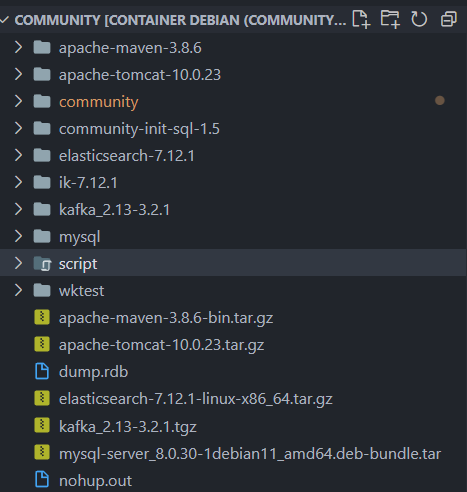 COMMUNITY [CONTAINER DEBIAN (COMMUNITY...
apache-maven-3.8.6
apache-tomcat-10.0.23
community
community-init-sql-1.5
elasticsearch-7.12.1
ik-7.12.1
kafka_2.13-3.2.1
mysql
script
wktest
apache-maven-3.8.6-bin.tar.gz
apache-tomcat-10.0.23.tar.gz
dump.rdb
elasticsearch-7.12.1-linux-x86_64.tar.gz
kafka_2.13-3.2.1.tgz
mysql-server_8.0.30-1debian11_amd64.deb-bundle.tar
nohup.out